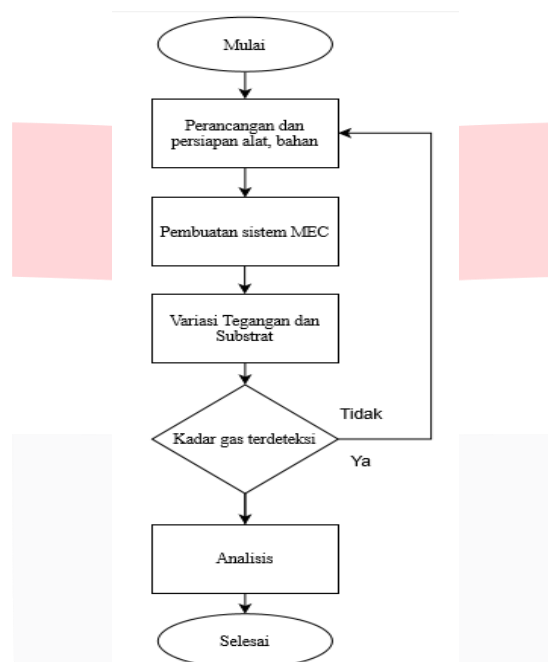 Mulai
Perancangan dan
persiapan alat, bahan
Pembuatan sistem MEC
Variasi Tegangan dan
Substrat
Kadar gas terdeteksi
Tidak
Ya
Analisis
Selesai